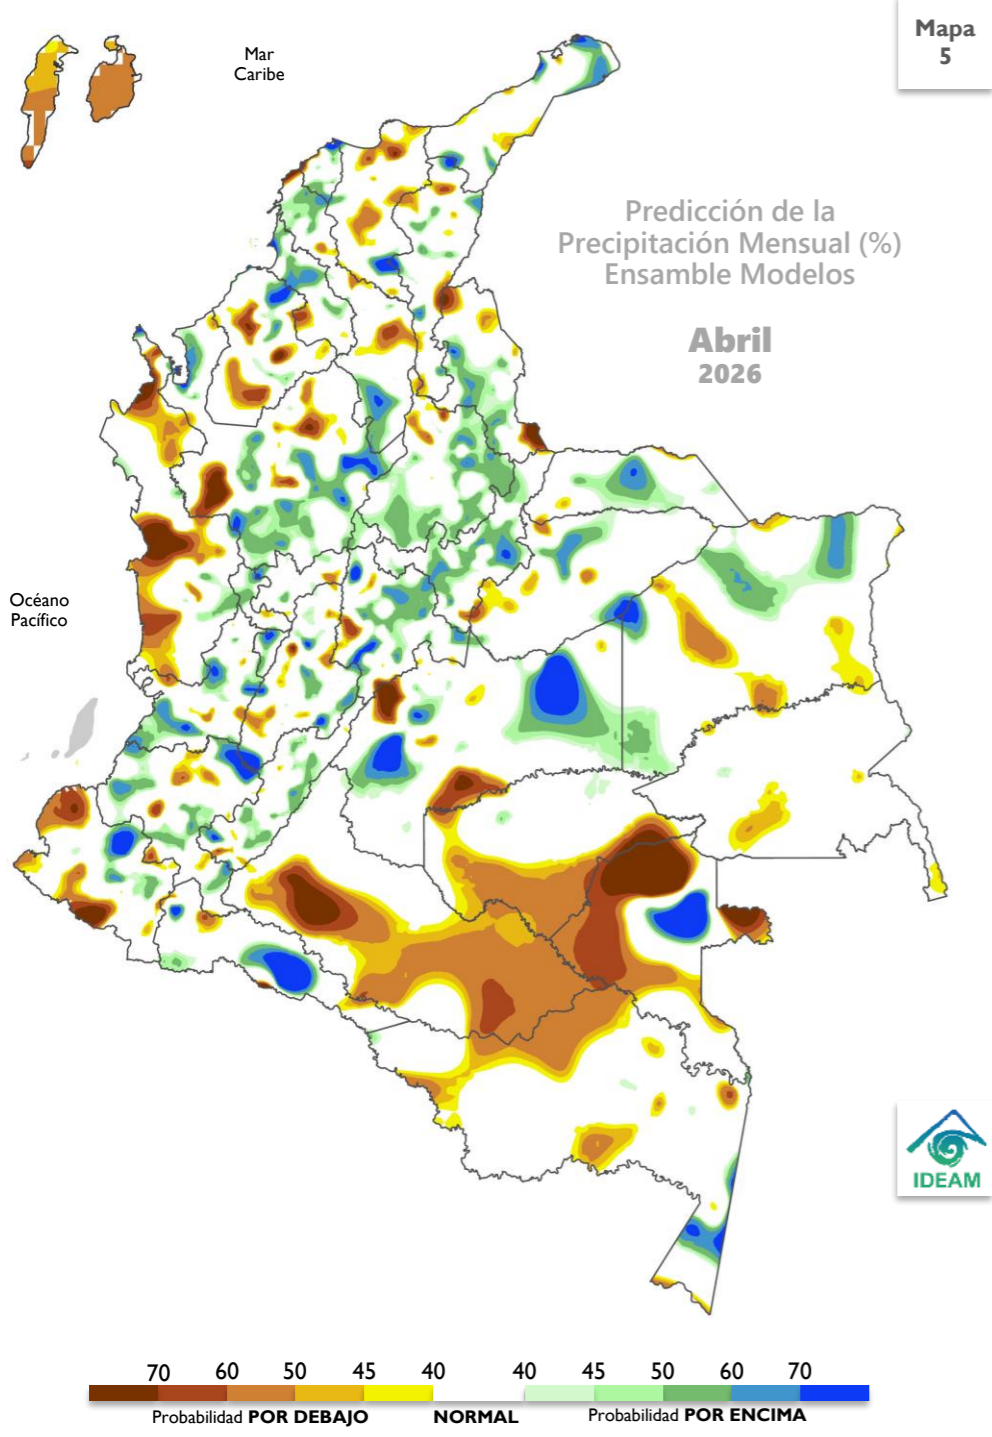 Mapa
5
Mar
Caribe
Predicción de la
Precipitación Mensual (%)
Ensamble Modelos
Abril
2026
Océano
Pacífico
IDEAM
70 60 50 45 40 40 45 50 60 70
Probabilidad POR DEBAJO NORMAL Probabilidad POR ENCIMA